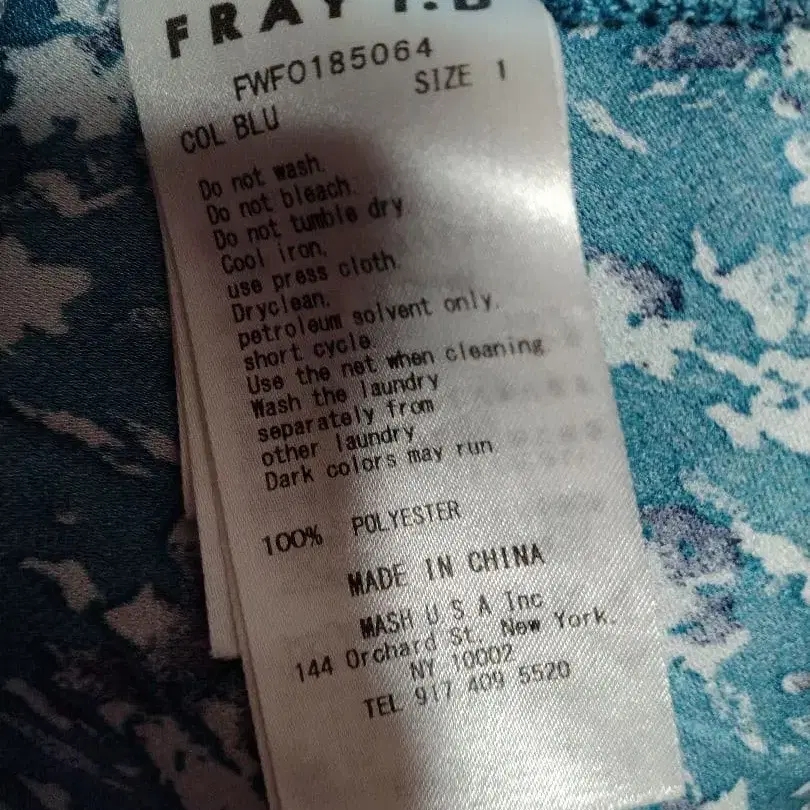 FRAY I.D
FWFO185064
SIZE 1
COL BLU
Do not wash.
Do not bleach.
Do not tumble dry.
Cool iron,
use press cloth.
Dryclean,
petroleum solvent only,
short cycle.
Use the net when cleaning.
Wash the laundry
separately from
other laundry
Dark colors may run
100% POLYESTER
MADE IN CHINA
MASH U S A Inc
144 Orchard St, New York,
NY 10002
TEL 917 409 5520